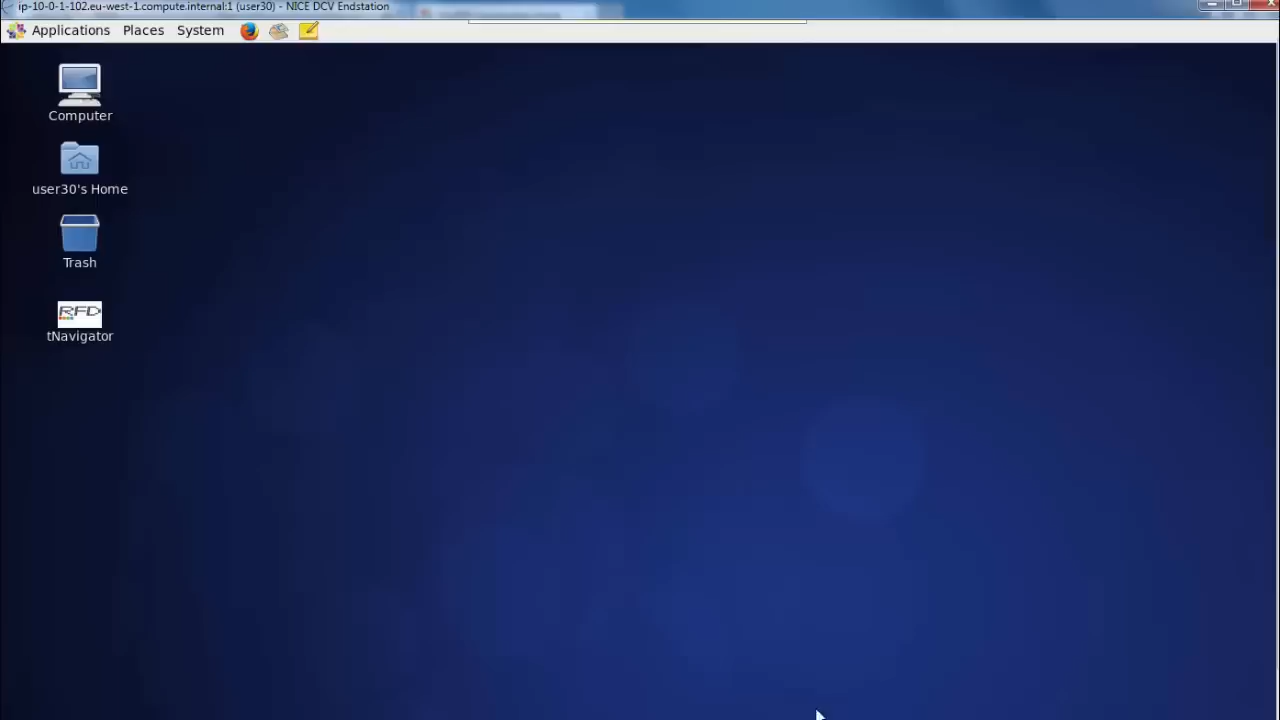 ip-10-0-1-102.eu-west-1.compute.internal:1 (user30) - NICE DCV Endstation
Applications Places System
Computer
user30's Home
Trash
RFD
tNavigator